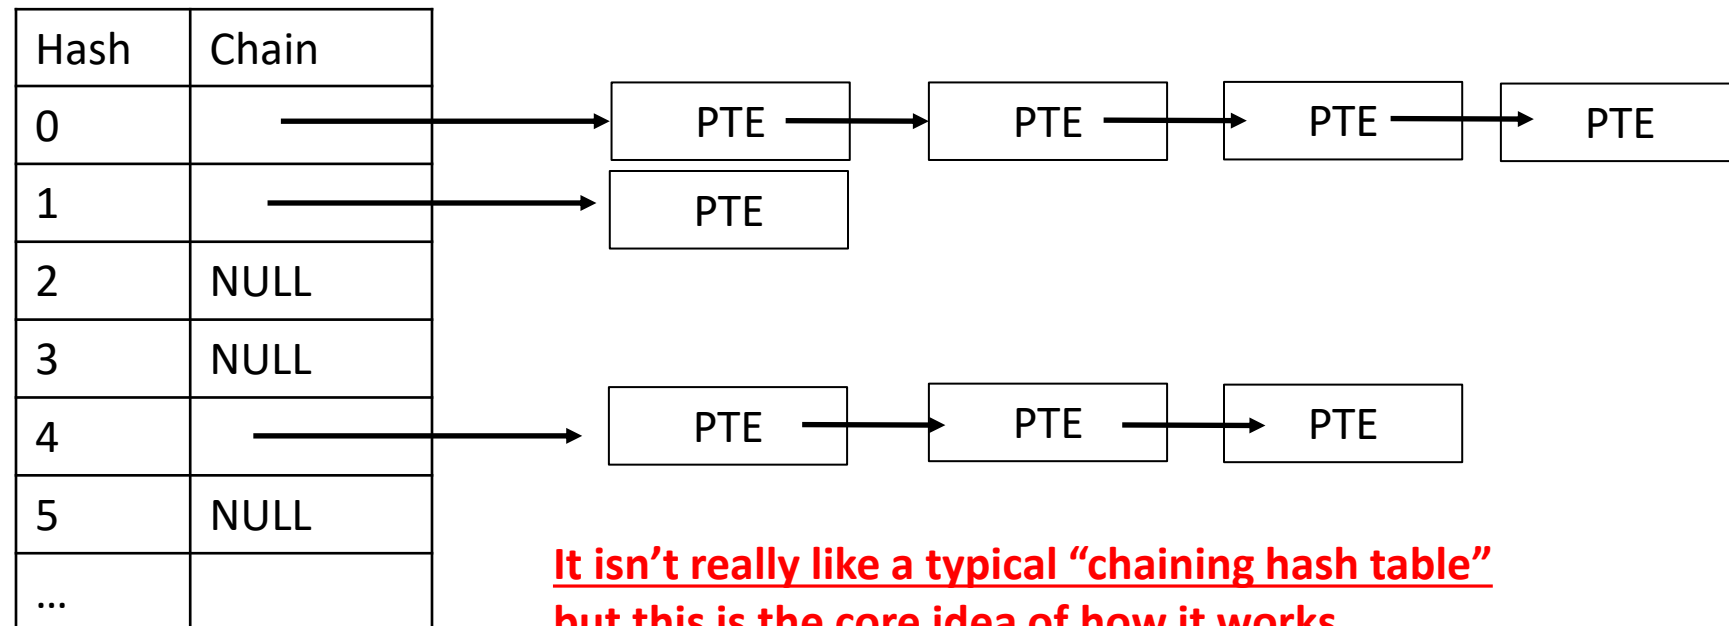 Hash Chain
0 PTE PTE PTE PTE
1 PTE
2 NULL
3 NULL
4 PTE PTE PTE
5 NULL
…
It isn’t really like a typical “chaining hash table”
but this is the core idea of how it works